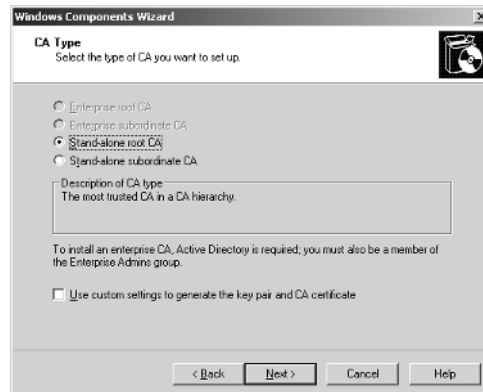 Windows Components Wizard
CA Type
Select the type of CA you want to set up.
Enterprise root CA
Enterprise subordinate CA
Stand-alone root CA
Stand-alone subordinate CA
Description of CA type
The most trusted CA in a CA hierarchy.
To install an enterprise CA, Active Directory is required; you must also be a member of
the Enterprise Admins group.
Use custom settings to generate the key pair and CA certificate
< Back Next > Cancel Help